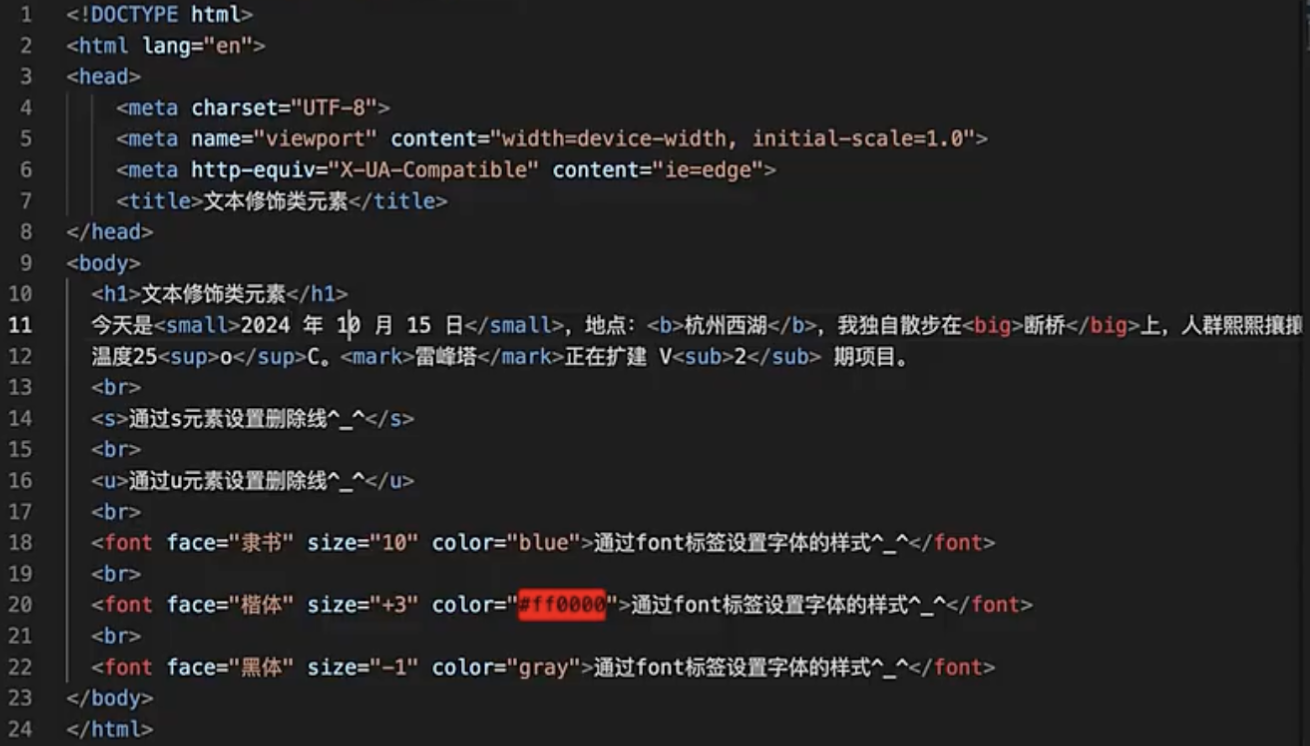 1 <!DOCTYPE html>
2 <html lang="en">
3 <head>
4 <meta charset="UTF-8">
5 <meta name="viewport" content="width=device-width, initial-scale=1.0">
6 <meta http-equiv="X-UA-Compatible" content="ie=edge">
7 <title>文本修饰类元素</title>
8 </head>
9 <body>
10 <h1>文本修饰类元素</h1>
11 今天是<small>2024 年 10 月 15 日</small>，地点：<b>杭州西湖</b>，我独自散步在<big>断桥</big>上，人群熙熙攘攘
12 温度25<sup>o</sup>C。<mark>雷峰塔</mark>正在扩建 V<sub>2</sub> 期项目。
13 <br>
14 <s>通过s元素设置删除线^_^</s>
15 <br>
16 <u>通过u元素设置删除线^_^</u>
17 <br>
18 <font face="隶书" size="10" color="blue">通过font标签设置字体的样式^_^</font>
19 <br>
20 <font face="楷体" size="+3" color="#ff0000">通过font标签设置字体的样式^_^</font>
21 <br>
22 <font face="黑体" size="-1" color="gray">通过font标签设置字体的样式^_^</font>
23 </body>
24 </html>